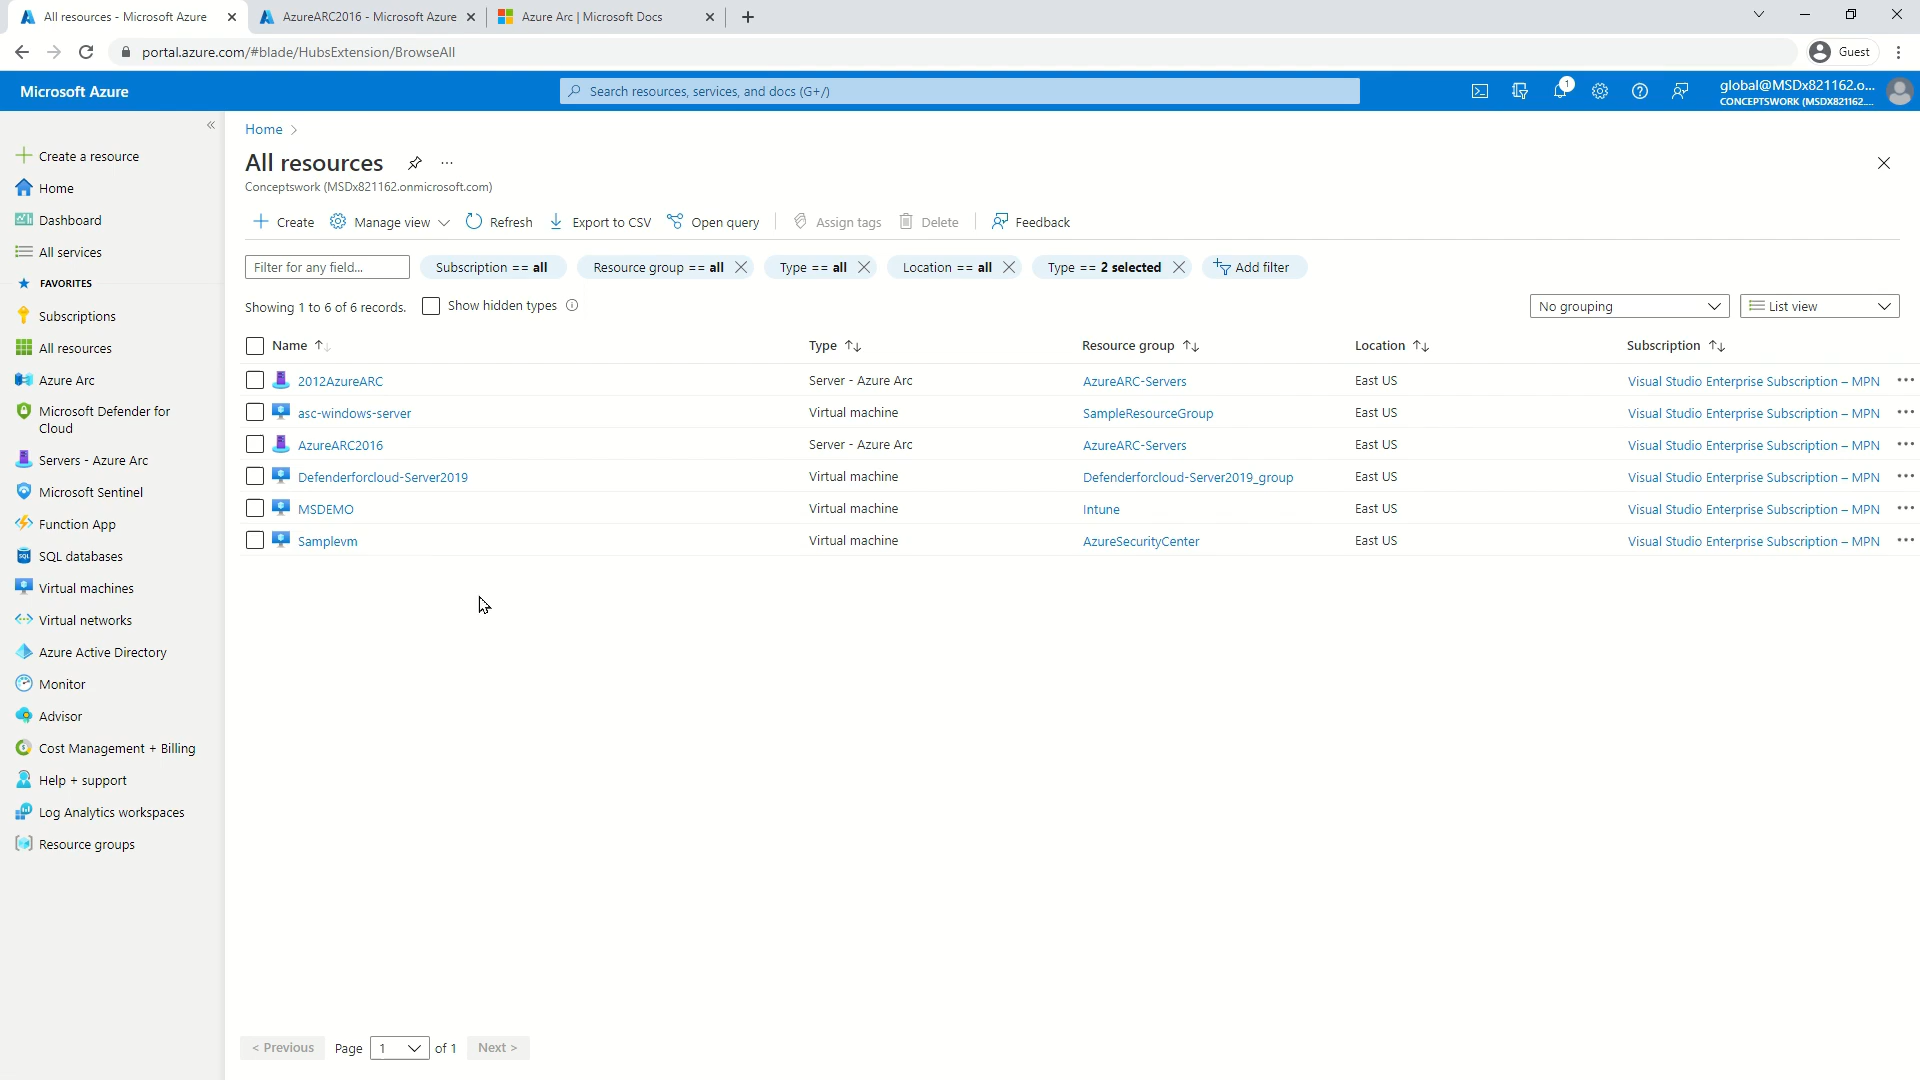 All resources - Microsoft Azure
AzureARC2016 - Microsoft Azure
Azure Arc | Microsoft Docs
portal.azure.com/#blade/HubsExtension/BrowseAll
Guest
Microsoft Azure
Search resources, services, and docs (G+/)
1
global@MSDx821162.o...
CONCEPTSWORK (MSDX821162....
Create a resource
Home
Dashboard
All services
FAVORITES
Subscriptions
All resources
Azure Arc
Microsoft Defender for
Cloud
Servers - Azure Arc
Microsoft Sentinel
Function App
SQL databases
Virtual machines
Virtual networks
Azure Active Directory
Monitor
Advisor
Cost Management + Billing
Help + support
Log Analytics workspaces
Resource groups
Home >
All resources ...
Conceptswork (MSDx821162.onmicrosoft.com)
Create Manage view Refresh Export to CSV Open query Assign tags Delete Feedback
Filter for any field... Subscription == all Resource group == all Type == all Location == all Type == 2 selected Add filter
Showing 1 to 6 of 6 records. Show hidden types No grouping List view
Name Type Resource group Location Subscription
2012AzureARC Server - Azure Arc AzureARC-Servers East US Visual Studio Enterprise Subscription – MPN ...
asc-windows-server Virtual machine SampleResourceGroup East US Visual Studio Enterprise Subscription – MPN ...
AzureARC2016 Server - Azure Arc AzureARC-Servers East US Visual Studio Enterprise Subscription – MPN ...
Defenderforcloud-Server2019 Virtual machine Defenderforcloud-Server2019_group East US Visual Studio Enterprise Subscription – MPN ...
MSDEMO Virtual machine Intune East US Visual Studio Enterprise Subscription – MPN ...
Samplevm Virtual machine AzureSecurityCenter East US Visual Studio Enterprise Subscription – MPN ...
< Previous Page 1 of 1 Next >